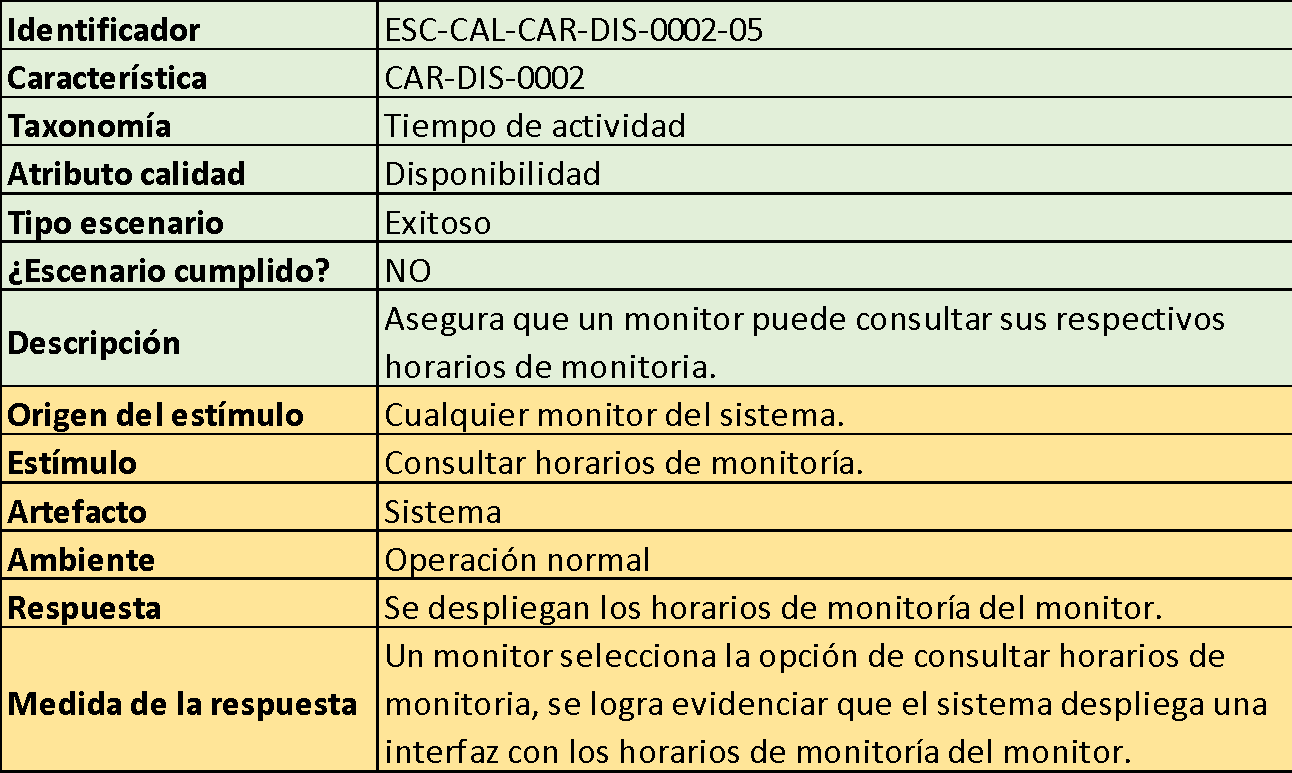 Identificador ESC-CAL-CAR-DIS-0002-05
Característica CAR-DIS-0002
Taxonomía Tiempo de actividad
Atributo calidad Disponibilidad
Tipo escenario Exitoso
¿Escenario cumplido? NO
Descripción Asegura que un monitor puede consultar sus respectivos
horarios de monitoria.
Origen del estímulo Cualquier monitor del sistema.
Estímulo Consultar horarios de monitoría.
Artefacto Sistema
Ambiente Operación normal
Respuesta Se despliegan los horarios de monitoría del monitor.
Medida de la respuesta Un monitor selecciona la opción de consultar horarios de
monitoria, se logra evidenciar que el sistema despliega una
interfaz con los horarios de monitoría del monitor.